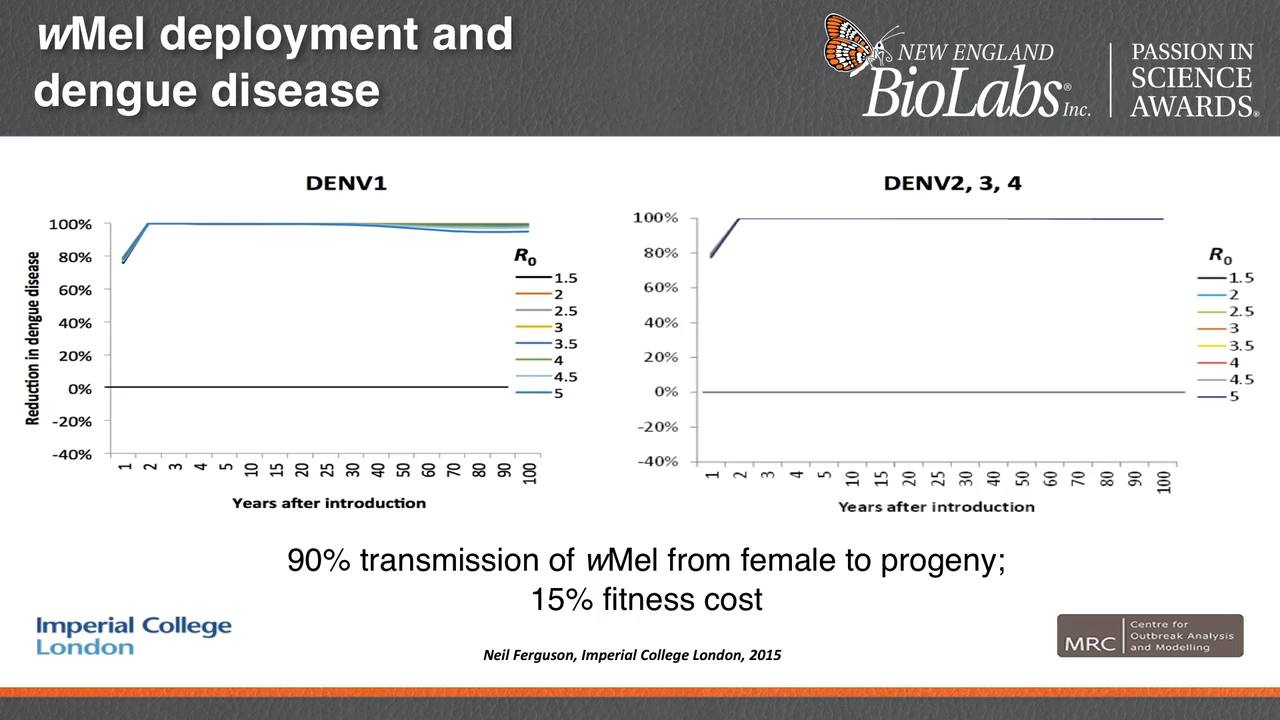 wMel deployment and
dengue disease
NEW ENGLAND
BioLabs® Inc.
PASSION IN
SCIENCE
AWARDS®
DENV1
Reduction in dengue disease
100%
80%
60%
40%
20%
0%
-20%
-40%
1 2 3 4 5 10 15 20 25 30 40 50 60 70 80 90 100
Years after introduction
R0
1.5
2
2.5
3
3.5
4
4.5
5
DENV2, 3, 4
100%
80%
60%
40%
20%
0%
-20%
-40%
1 2 3 4 5 10 15 20 25 30 40 50 60 70 80 90 100
Years after introduction
R0
1.5
2
2.5
3
3.5
4
4.5
5
90% transmission of wMel from female to progeny;
15% fitness cost
Imperial College
London
Neil Ferguson, Imperial College London, 2015
MRC
Centre for
Outbreak Analysis
and Modelling